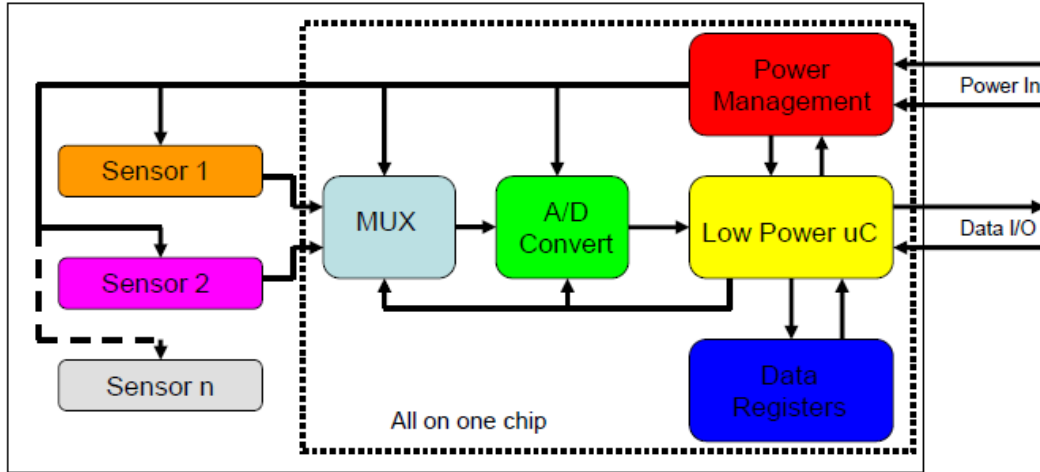 Power
Management
Power In
Sensor 1
MUX
A/D
Convert
Low Power uC
Data I/O
Sensor 2
Sensor n
Data
Registers
All on one chip